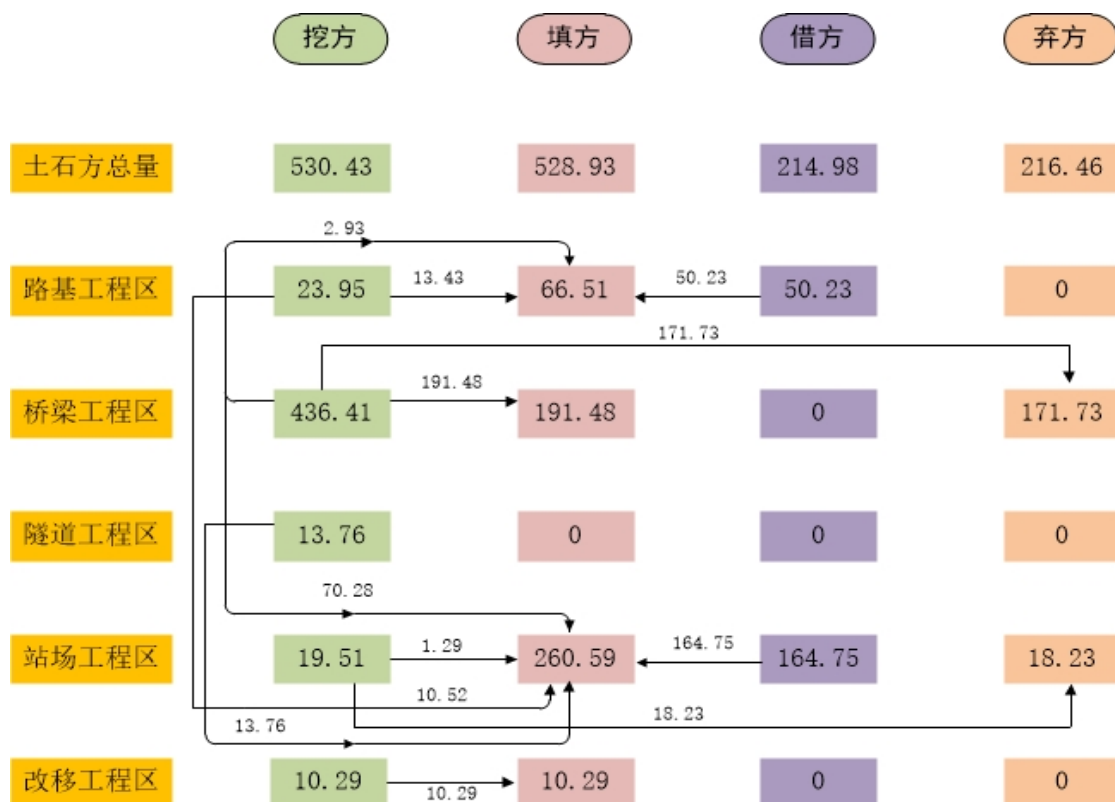 挖方 填方 借方 弃方
土石方总量 530.43 528.93 214.98 216.46
2.93
路基工程区 23.95 13.43 66.51 50.23 50.23 0
171.73
桥梁工程区 436.41 191.48 191.48 0 171.73
隧道工程区 13.76 0 0 0
70.28
站场工程区 19.51 1.29 260.59 164.75 164.75 18.23
10.52
13.76 18.23
改移工程区 10.29 10.29 10.29 0 0